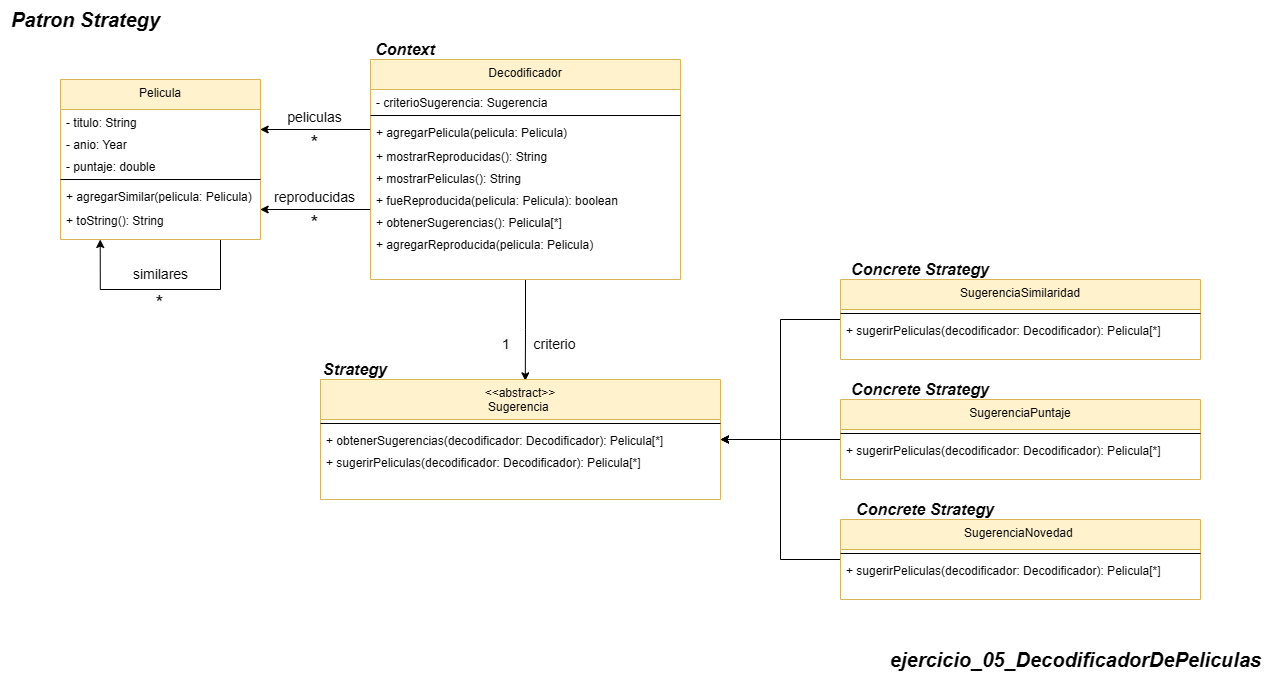 Patron Strategy
Context
Decodificador
- criterioSugerencia: Sugerencia
+ agregarPelicula(pelicula: Pelicula)
+ mostrarReproducidas(): String
+ mostrarPeliculas(): String
+ fueReproducida(pelicula: Pelicula): boolean
+ obtenerSugerencias(): Pelicula[*]
+ agregarReproducida(pelicula: Pelicula)
Pelicula
- titulo: String
- anio: Year
- puntaje: double
+ agregarSimilar(pelicula: Pelicula)
+ toString(): String
peliculas
*
reproducidas
*
similares
*
1 criterio
Strategy
<<abstract>>
Sugerencia
+ obtenerSugerencias(decodificador: Decodificador): Pelicula[*]
+ sugerirPeliculas(decodificador: Decodificador): Pelicula[*]
Concrete Strategy
SugerenciaSimilaridad
+ sugerirPeliculas(decodificador: Decodificador): Pelicula[*]
Concrete Strategy
SugerenciaPuntaje
+ sugerirPeliculas(decodificador: Decodificador): Pelicula[*]
Concrete Strategy
SugerenciaNovedad
+ sugerirPeliculas(decodificador: Decodificador): Pelicula[*]
ejercicio_05_DecodificadorDePeliculas